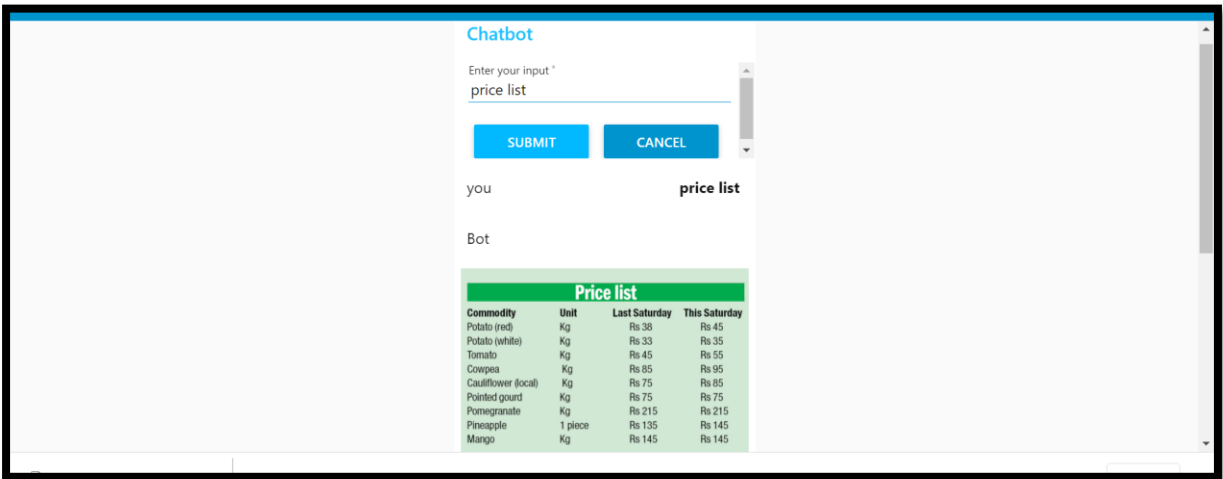 Chatbot
Enter your input *
price list
SUBMIT CANCEL
you price list
Bot
Price list
Commodity Unit Last Saturday This Saturday
Potato (red) Kg Rs 38 Rs 45
Potato (white) Kg Rs 33 Rs 35
Tomato Kg Rs 45 Rs 55
Cowpea Kg Rs 85 Rs 95
Cauliflower (local) Kg Rs 75 Rs 85
Pointed gourd Kg Rs 75 Rs 75
Pomegranate Kg Rs 215 Rs 215
Pineapple 1 piece Rs 135 Rs 145
Mango Kg Rs 145 Rs 145